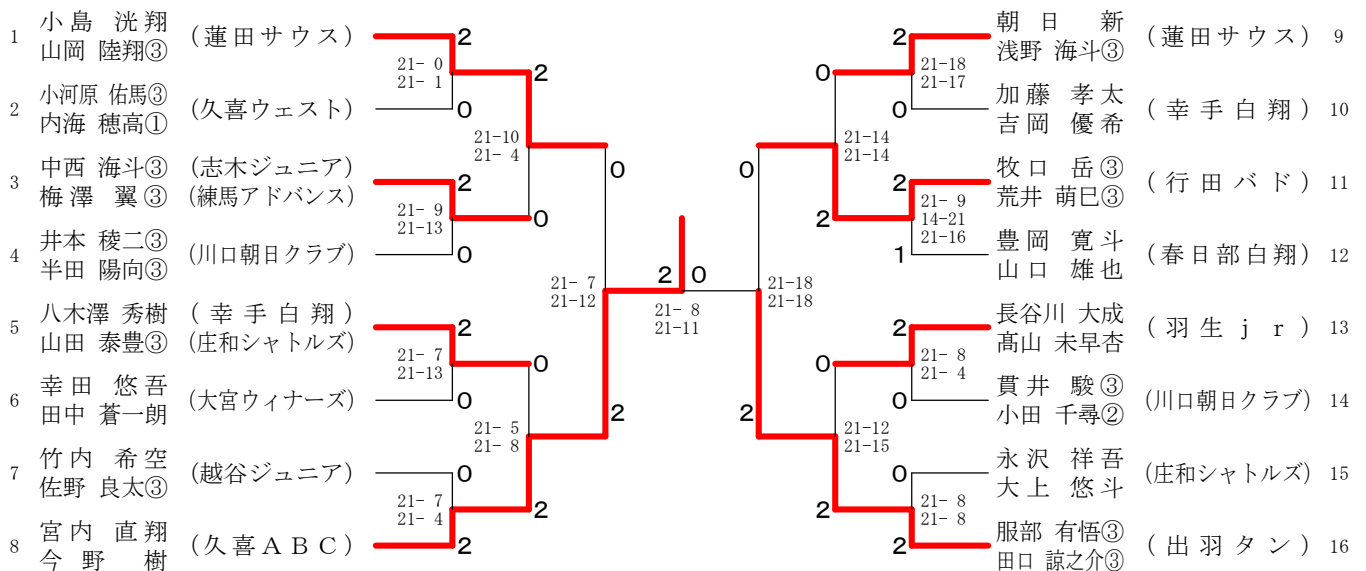 1 小島 洸翔 (蓮田サウス)
山岡 陸翔③
2 小河原 佑馬③ (久喜ウェスト)
内海 穂高①
3 中西 海斗③ (志木ジュニア)
梅澤 翼③ (練馬アドバンス)
4 井本 稜二③ (川口朝日クラブ)
半田 陽向③
5 八木澤 秀樹 (幸手白翔)
山田 泰豊③ (庄和シャトルズ)
6 幸田 悠吾 (大宮ウィナーズ)
田中 蒼一朗
7 竹内 希空 (越谷ジュニア)
佐野 良太③
8 宮内 直翔 (久喜ABC)
今野 樹
2
21- 0
21- 1
0
2
21- 9
21-13
0
2
21- 7
21-13
0
0
21- 7
21- 4
2
2
21-10
21- 4
0
0
21- 5
21- 8
2
0
21- 7
21-12
2
2 0
21- 8
21-11
0
21-18
21-18
2
0
21-14
21-14
2
0
21-12
21-15
2
2
21-18
21-17
0
2
21- 9
14-21
21-16
1
2
21- 8
21- 4
0
0
21- 8
21- 8
2
朝日 新 (蓮田サウス) 9
浅野 海斗③
加藤 孝太 (幸手白翔) 10
吉岡 優希
牧口 岳③ (行田バド) 11
荒井 萌巳③
豊岡 寛斗 (春日部白翔) 12
山口 雄也
長谷川 大成 (羽生jr) 13
髙山 未早杏
貫井 駿③ (川口朝日クラブ) 14
小田 千尋②
永沢 祥吾 (庄和シャトルズ) 15
大上 悠斗
服部 有悟③ (出羽タン) 16
田口 諒之介③